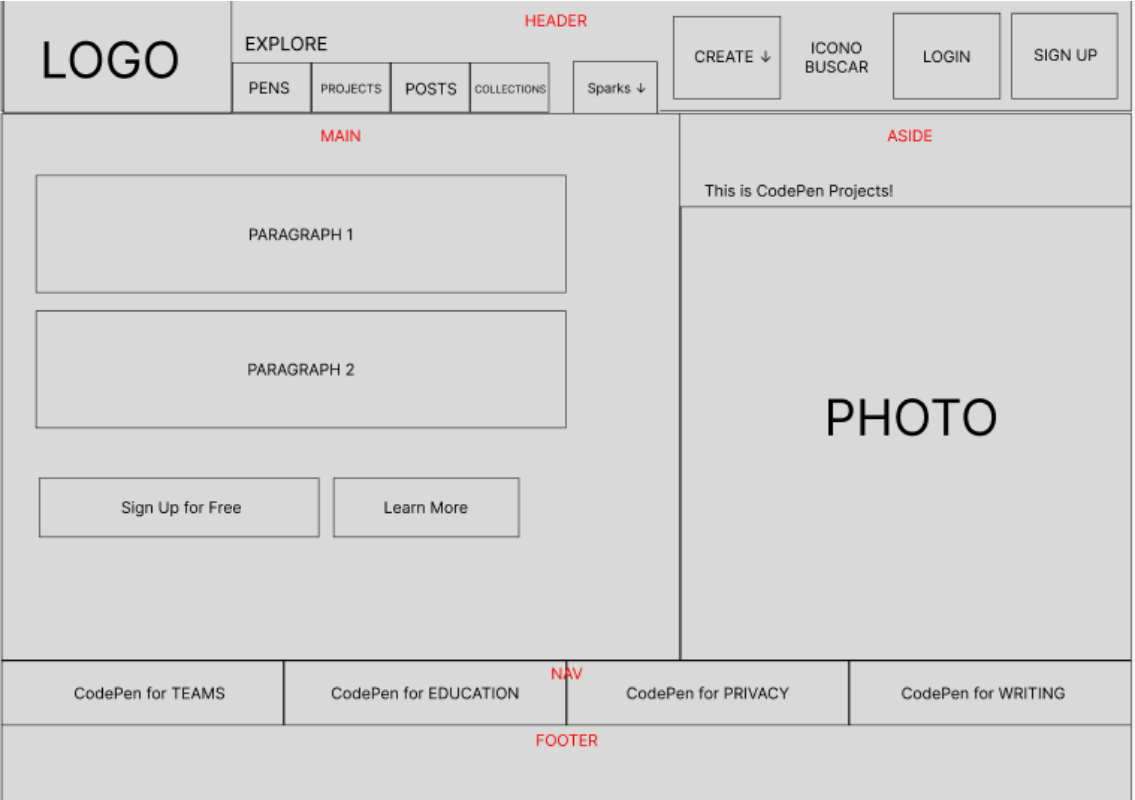 HEADER
LOGO
EXPLORE
PENS
PROJECTS
POSTS
COLLECTIONS
Sparks ↓
CREATE ↓
ICONO
BUSCAR
LOGIN
SIGN UP
MAIN
PARAGRAPH 1
PARAGRAPH 2
Sign Up for Free
Learn More
ASIDE
This is CodePen Projects!
PHOTO
NAV
CodePen for TEAMS
CodePen for EDUCATION
CodePen for PRIVACY
CodePen for WRITING
FOOTER